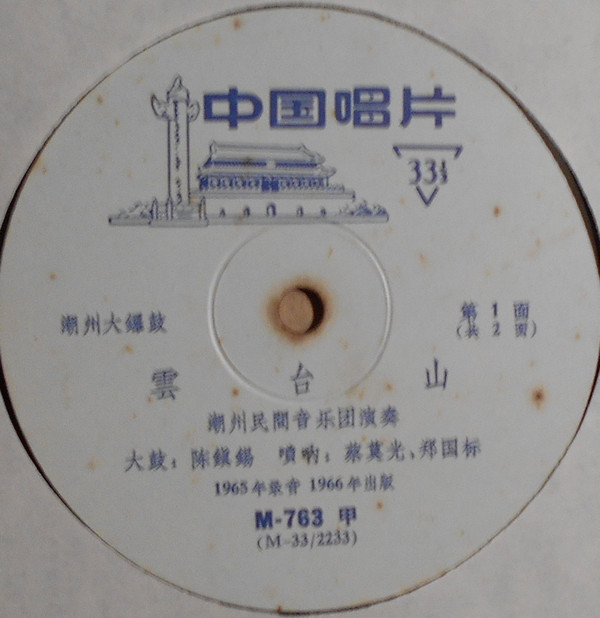 中国唱片
33⅓
潮州大鑼鼓
第 1 面
(共 2 面)
雲 台 山
潮州民間音乐团演奏
大鼓：陈鎮錫 嗩呐：蔡莫光、郑国标
1965年录音 1966年出版
M-763 甲
(M-33/2233)